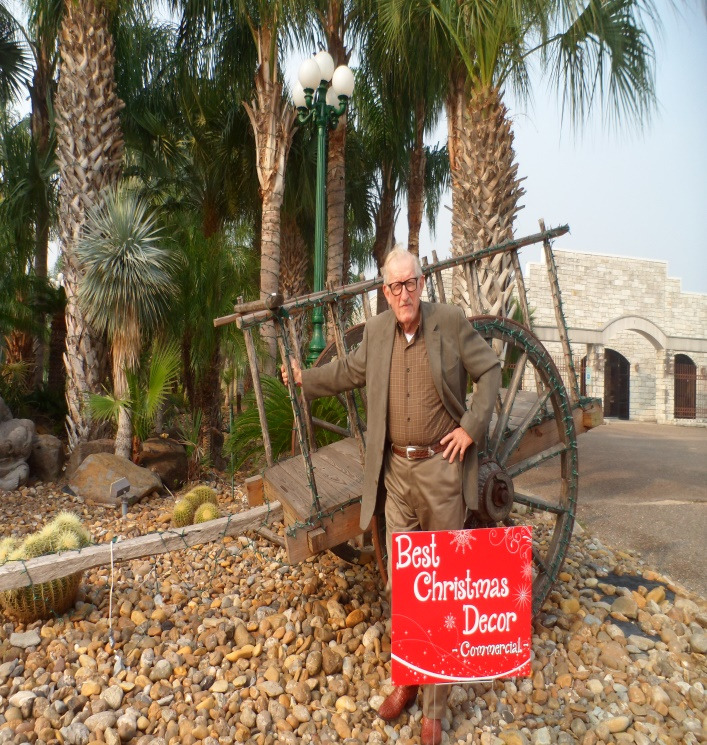 Best
Christmas
Decor
- Commercial -